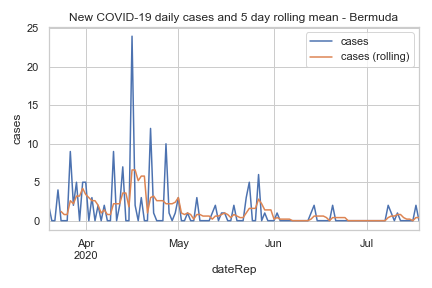 New COVID-19 daily cases and 5 day rolling mean - Bermuda
cases
cases (rolling)
25
20
15
10
5
0
cases
Apr
2020
May
Jun
Jul
dateRep